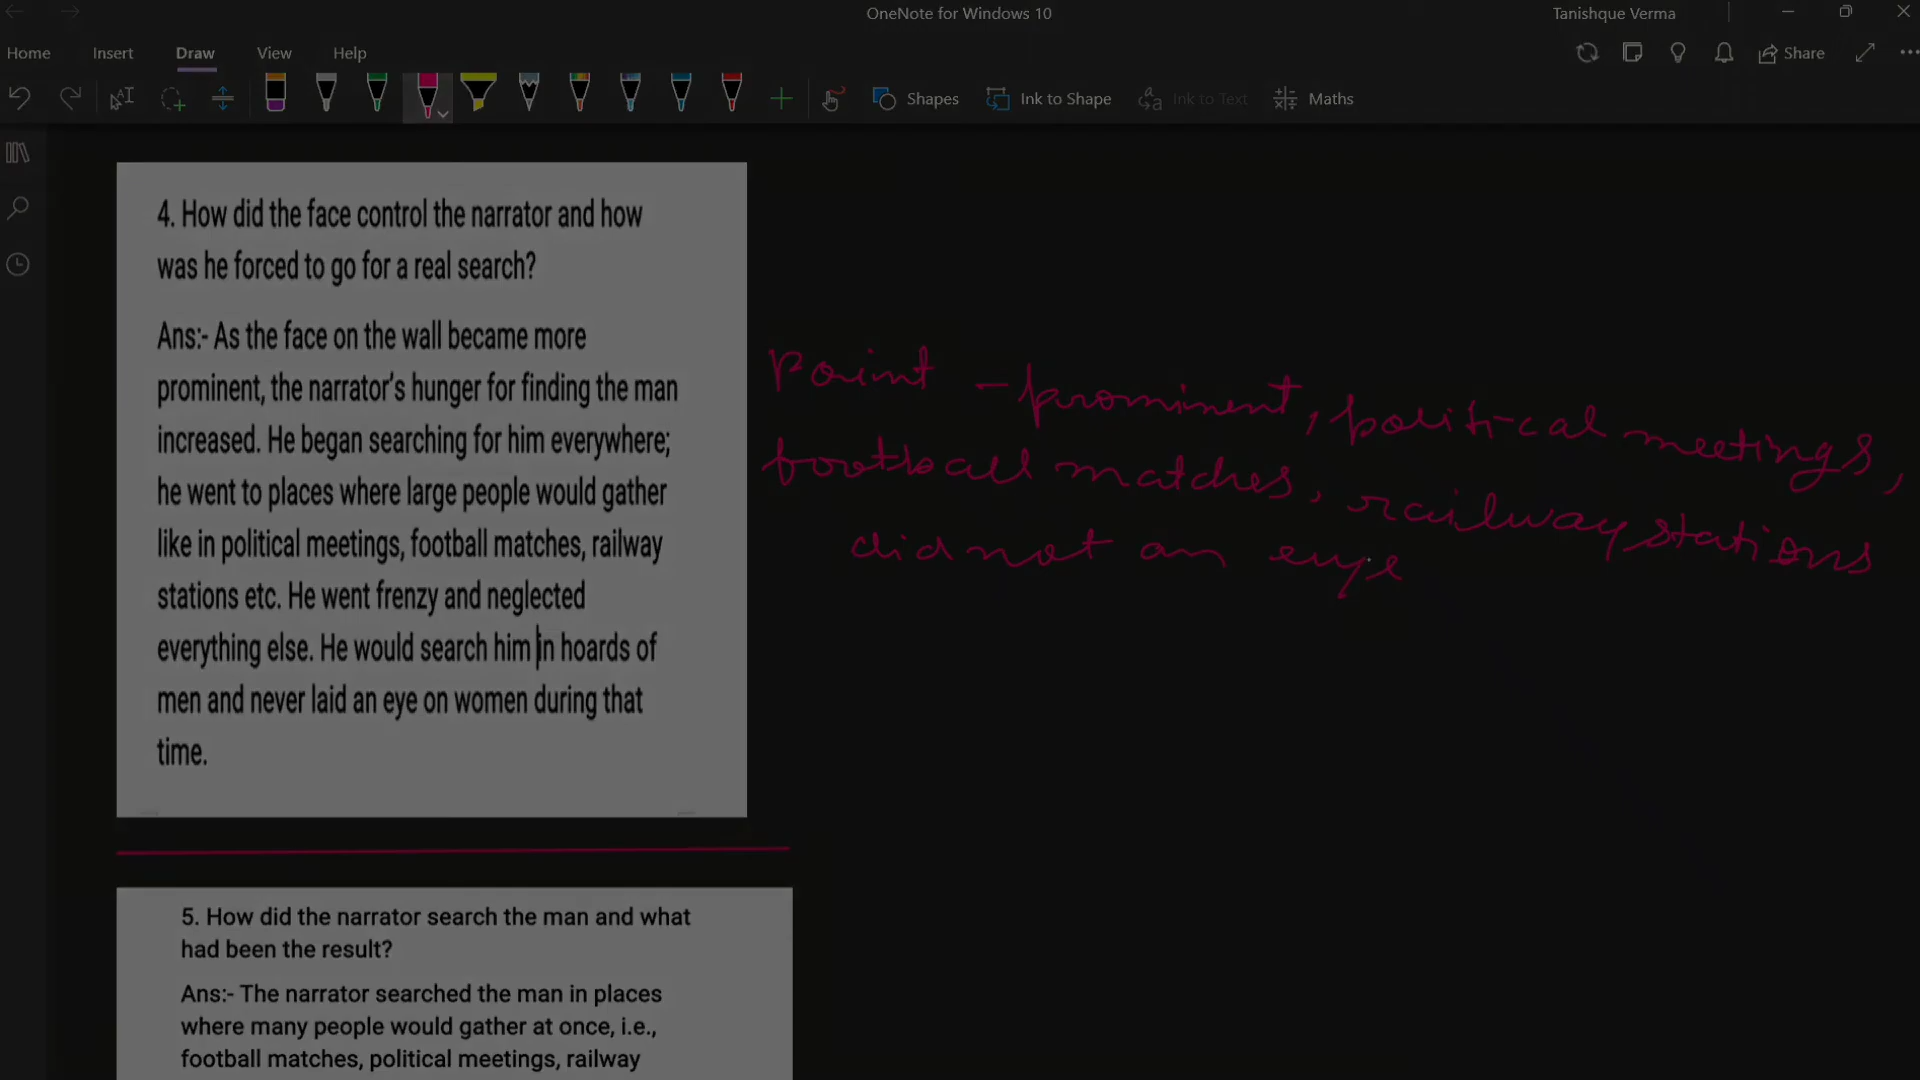 OneNote for Windows 10
Tanishque Verma
Home Insert Draw View Help
Share
Shapes Ink to Shape Ink to Text Maths
4. How did the face control the narrator and how
was he forced to go for a real search?
Ans:- As the face on the wall became more
prominent, the narrator's hunger for finding the man
increased. He began searching for him everywhere;
he went to places where large people would gather
like in political meetings, football matches, railway
stations etc. He went frenzy and neglected
everything else. He would search him in hoards of
men and never laid an eye on women during that
time.
Point - prominent, political meetings,
football matches, railway stations
did not an eye
5. How did the narrator search the man and what
had been the result?
Ans:- The narrator searched the man in places
where many people would gather at once, i.e.,
football matches, political meetings, railway